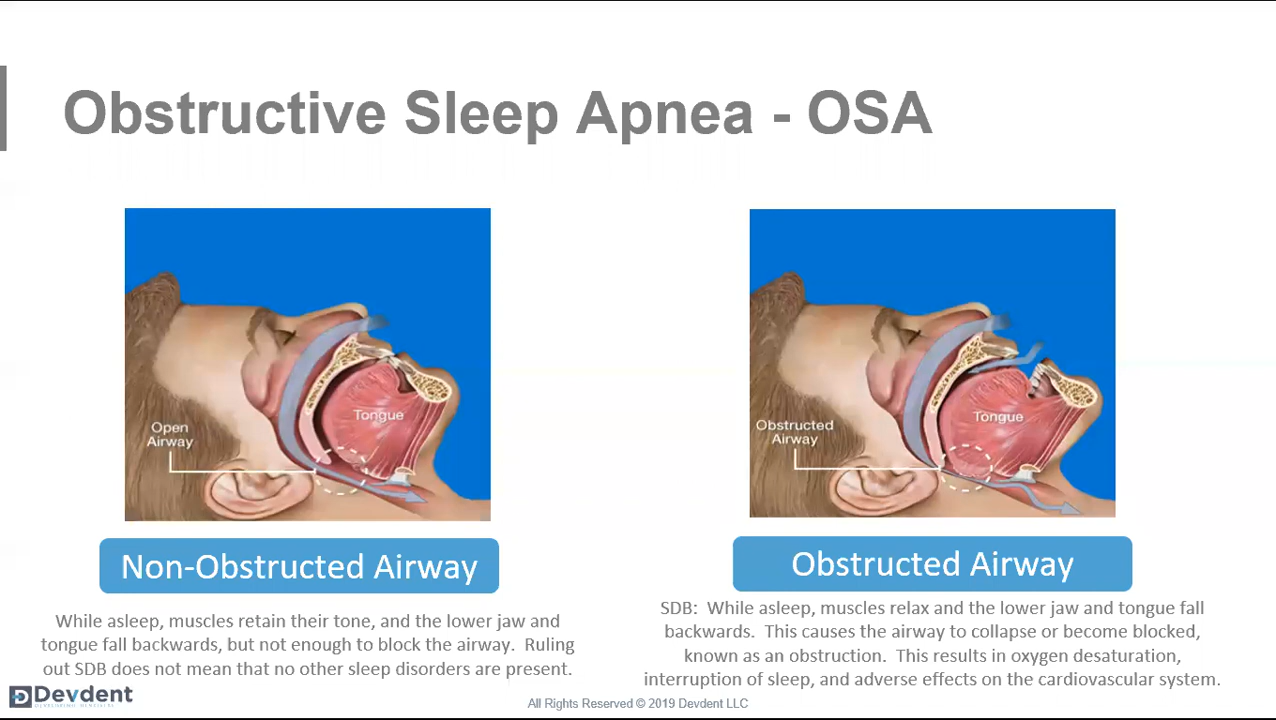 Obstructive Sleep Apnea - OSA
Tongue
Open
Airway
Non-Obstructed Airway
While asleep, muscles retain their tone, and the lower jaw and
tongue fall backwards, but not enough to block the airway.  Ruling
out SDB does not mean that no other sleep disorders are present.
Tongue
Obstructed
Airway
Obstructed Airway
SDB:  While asleep, muscles relax and the lower jaw and tongue fall
backwards.  This causes the airway to collapse or become blocked,
known as an obstruction.  This results in oxygen desaturation,
interruption of sleep, and adverse effects on the cardiovascular system.
Devdent
All Rights Reserved © 2019 Devdent LLC